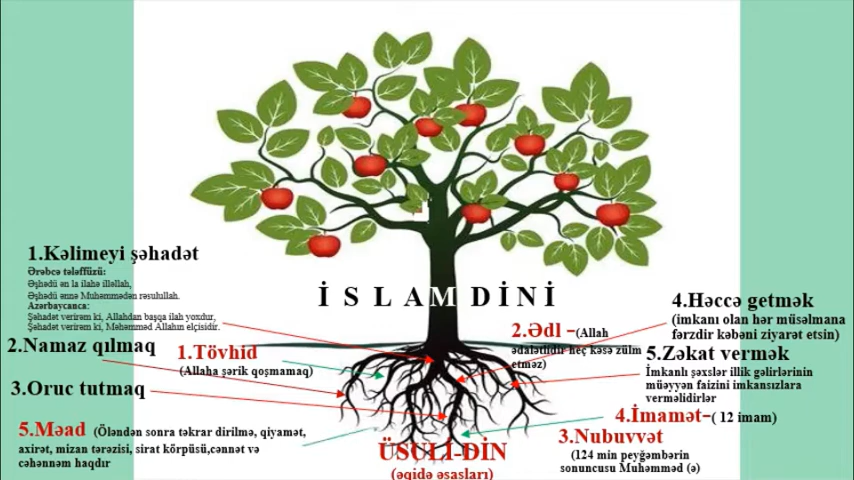 1.Kəlimeyi şəhadət
Ərəbcə tələffüzü:
Əşhədü ən la ilahə illəllah,
Əşhədü ənnə Muhəmmədən rəsulullah.
Azərbaycanca:
Şəhadət verirəm ki, Allahdan başqa ilah yoxdur,
Şəhadət verirəm ki, Məhəmməd Allahın elçisidir.
2.Namaz qılmaq
3.Oruc tutmaq
İSLAM DİNİ
4.Həccə getmək
(imkanı olan hər müsəlmana
fərzdir kəbəni ziyarət etsin)
5.Zəkat vermək
İmkanlı şəxslər illik gəlirlərinin
müəyyən faizini imkansızlara
verməlidirlər
1.Tövhid
(Allaha şərik qoşmamaq)
2.Ədl –(Allah
ədalətlidir heç kəsə zülm
etməz)
4.İmamət–( 12 imam)
3.Nubuvvət
(124 min peyğəmbərin
sonuncusu Muhəmməd (ə)
5.Məad (Öləndən sonra təkrar dirilmə, qiyamət,
axirət, mizan tərəzisi, sirat körpüsü,cənnət və
cəhənnəm haqdır
ÜSULİ-DİN
(əqidə əsasları)